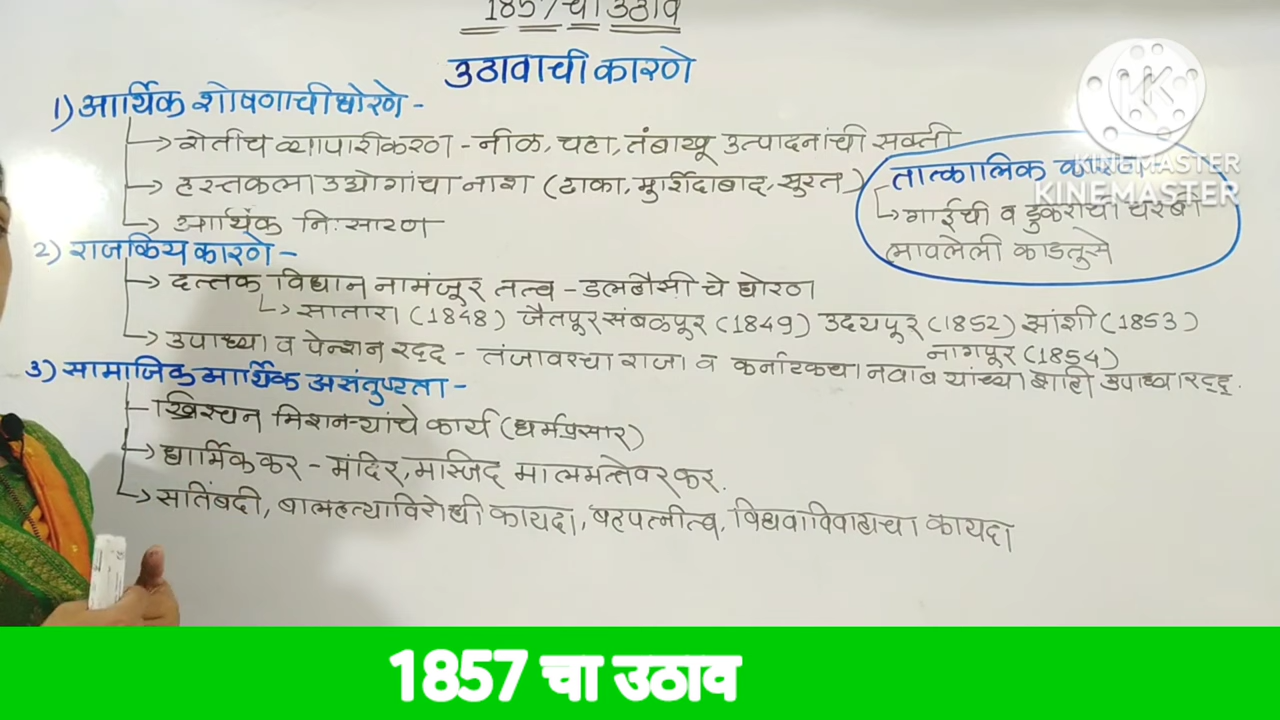 1857 चा उठाव
उठावाची कारणे
1) आर्थिक शोषणाची धोरणे -
→ शेतीच व्यापारीकरण - नीळ, चहा, तंबाखू उत्पादनांची सक्ती
→ हस्तकला उद्योगांचा नाश (ढाका, मुर्शिदाबाद, सुरत)
→ आर्थिक नि:सारण
तात्कालिक कारण
→ गाईची व डुकराची चरबी
लावलेली काडतुसे
KINEMASTER
KINEMASTER
2) राजकिय कारणे -
→ दत्तक विधान नामंजूर तत्व - डलहौसी चे धोरण
→ सातारा (1848) जैतपूर संबळपूर (1849) उदयपूर (1852) झांशी (1853)
नागपूर (1854)
→ उपाध्या व पेन्शन रद्द - तंजावरचा राजा व कर्नाटकचा नवाब यांच्या शाही उपाध्या रद्द.
3) सामाजिक आर्थिक असंतुष्टता -
ख्रिस्चन मिशनऱ्यांचे कार्य (धर्मप्रसार)
→ धार्मिक कर - मंदिर, मस्जिद मालमत्तेवर कर.
→ सतिबंदी, बालहत्याविरोधी कायदा, बहुपत्नीत्व, विधवाविवाहाचा कायदा
1857 चा उठाव